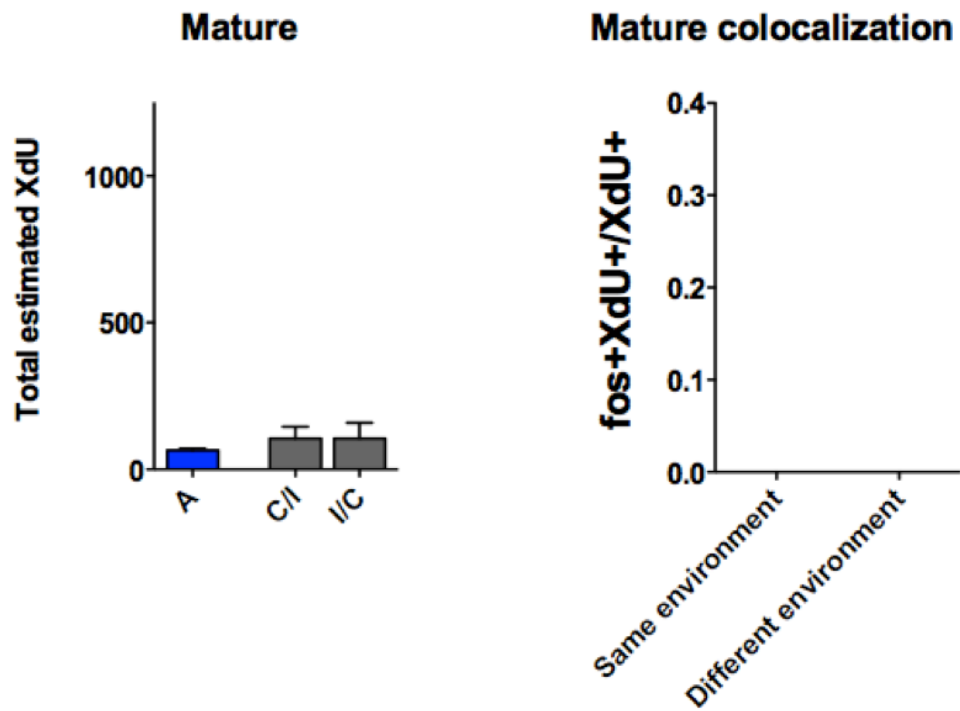 Mature
Total estimated XdU
1000
500
0
A
C/I
I/C
Mature colocalization
fos+XdU+/XdU+
0.4
0.3
0.2
0.1
0.0
Same environment
Different environment